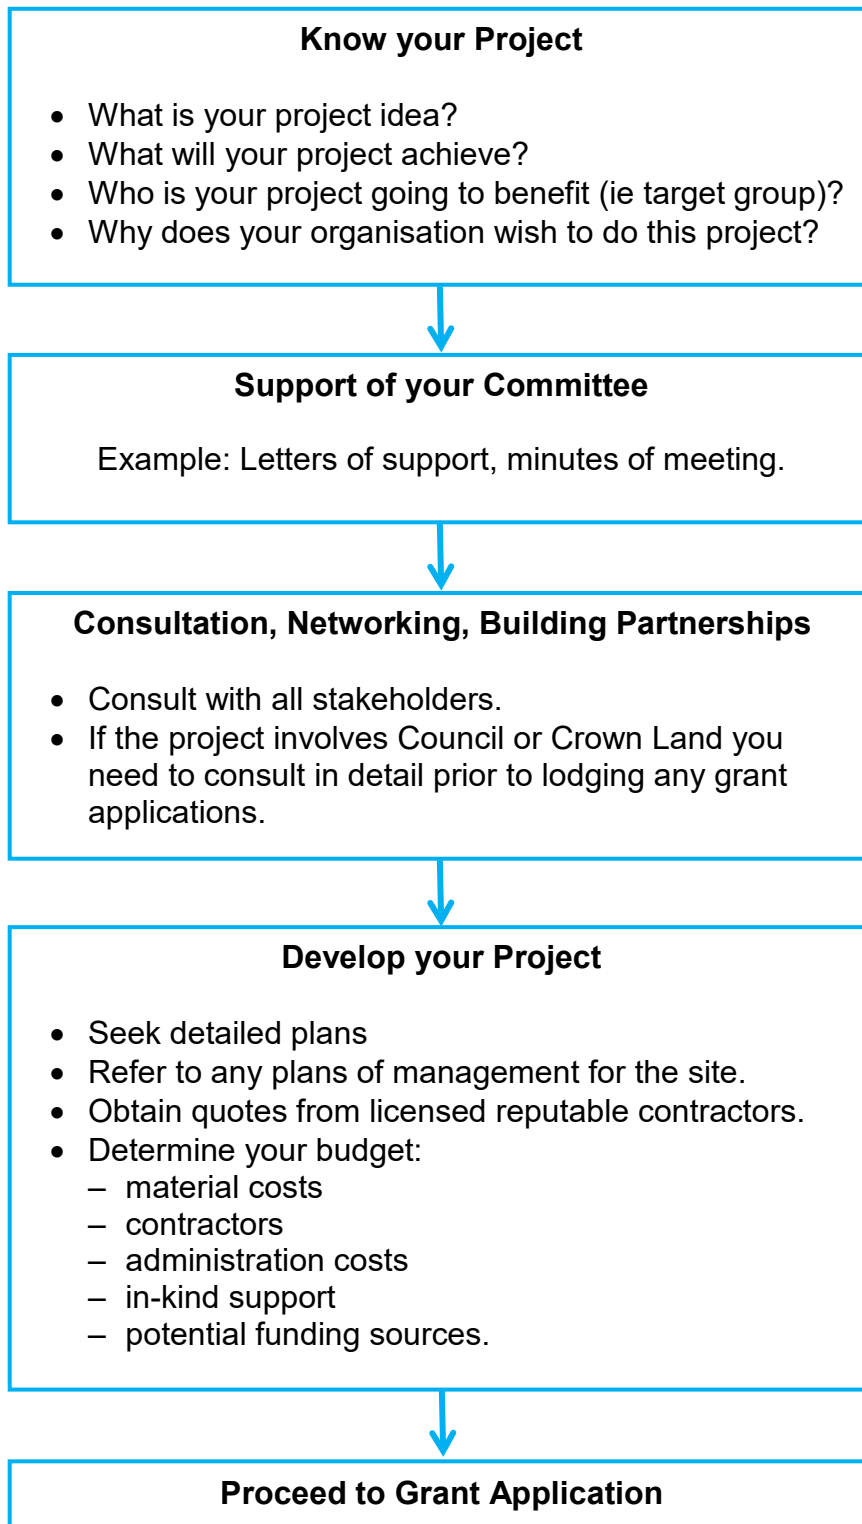 Know your Project
• What is your project idea?
• What will your project achieve?
• Who is your project going to benefit (ie target group)?
• Why does your organisation wish to do this project?
Support of your Committee
Example: Letters of support, minutes of meeting.
Consultation, Networking, Building Partnerships
• Consult with all stakeholders.
• If the project involves Council or Crown Land you
need to consult in detail prior to lodging any grant
applications.
Develop your Project
• Seek detailed plans
• Refer to any plans of management for the site.
• Obtain quotes from licensed reputable contractors.
• Determine your budget:
– material costs
– contractors
– administration costs
– in-kind support
– potential funding sources.
Proceed to Grant Application